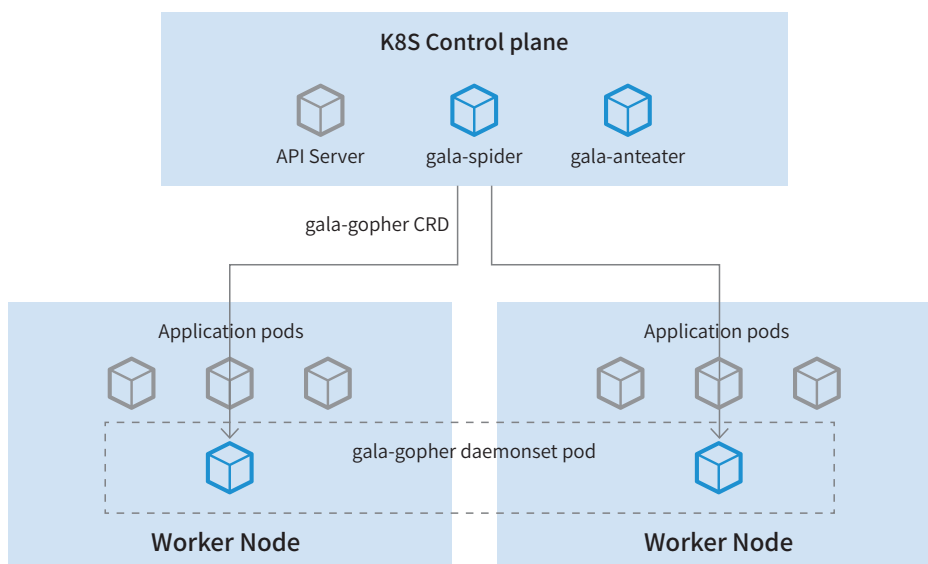 K8S Control plane
API Server
gala-spider
gala-anteater
gala-gopher CRD
Application pods
Application pods
gala-gopher daemonset pod
Worker Node
Worker Node